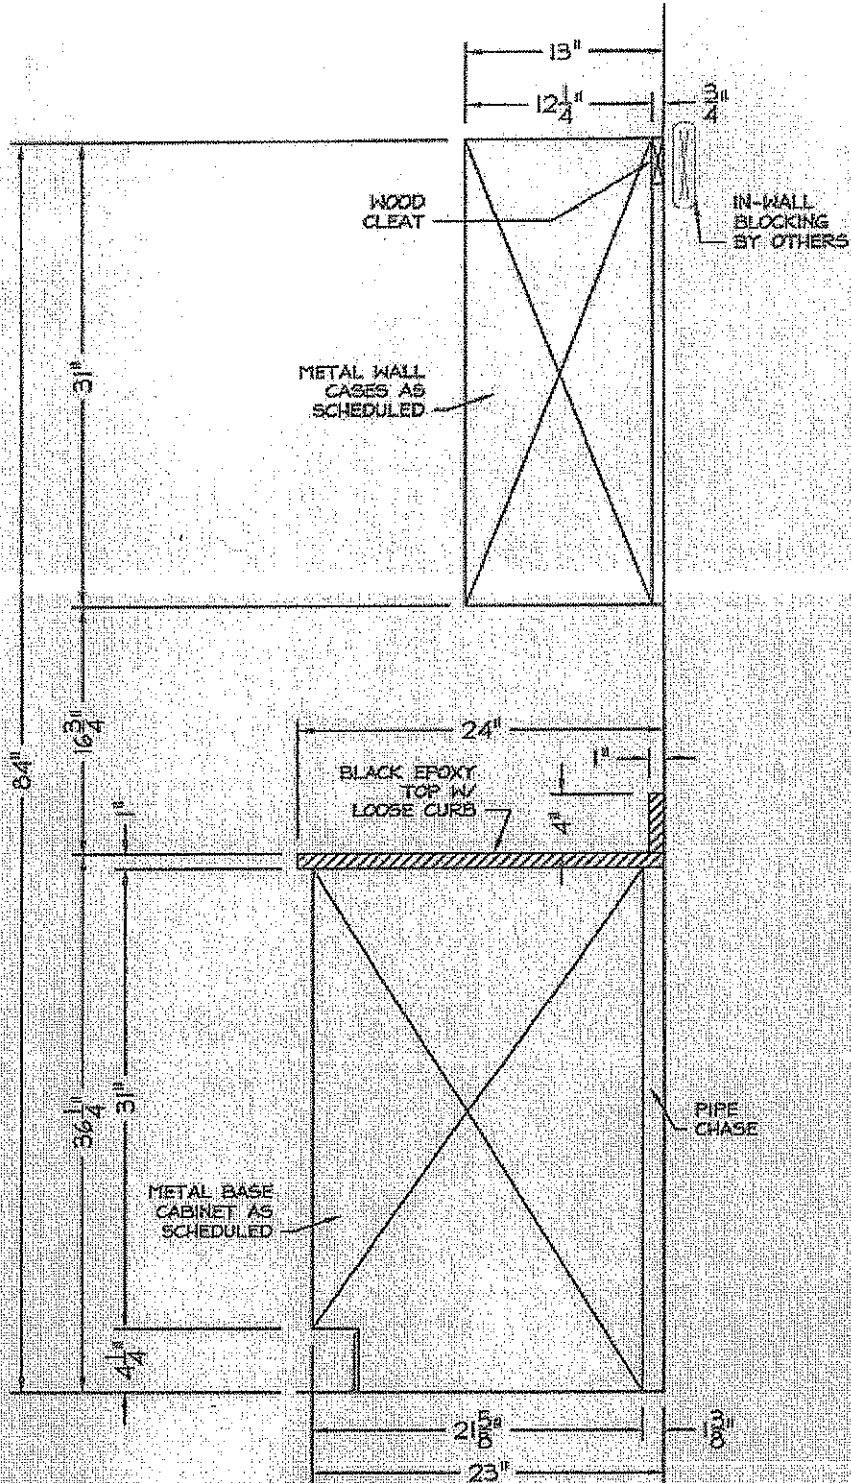 13"
12 1/4"
3/4"
WOOD
CLEAT
IN-WALL
BLOCKING
BY OTHERS
31"
METAL WALL
CASES AS
SCHEDULED
84"
16 3/4"
24"
1"
BLACK EPOXY
TOP W/
LOOSE CURB
4"
1"
36 1/4"
31"
PIPE
CHASE
METAL BASE
CABINET AS
SCHEDULED
4 1/4"
21 5/8"
1 3/8"
23"